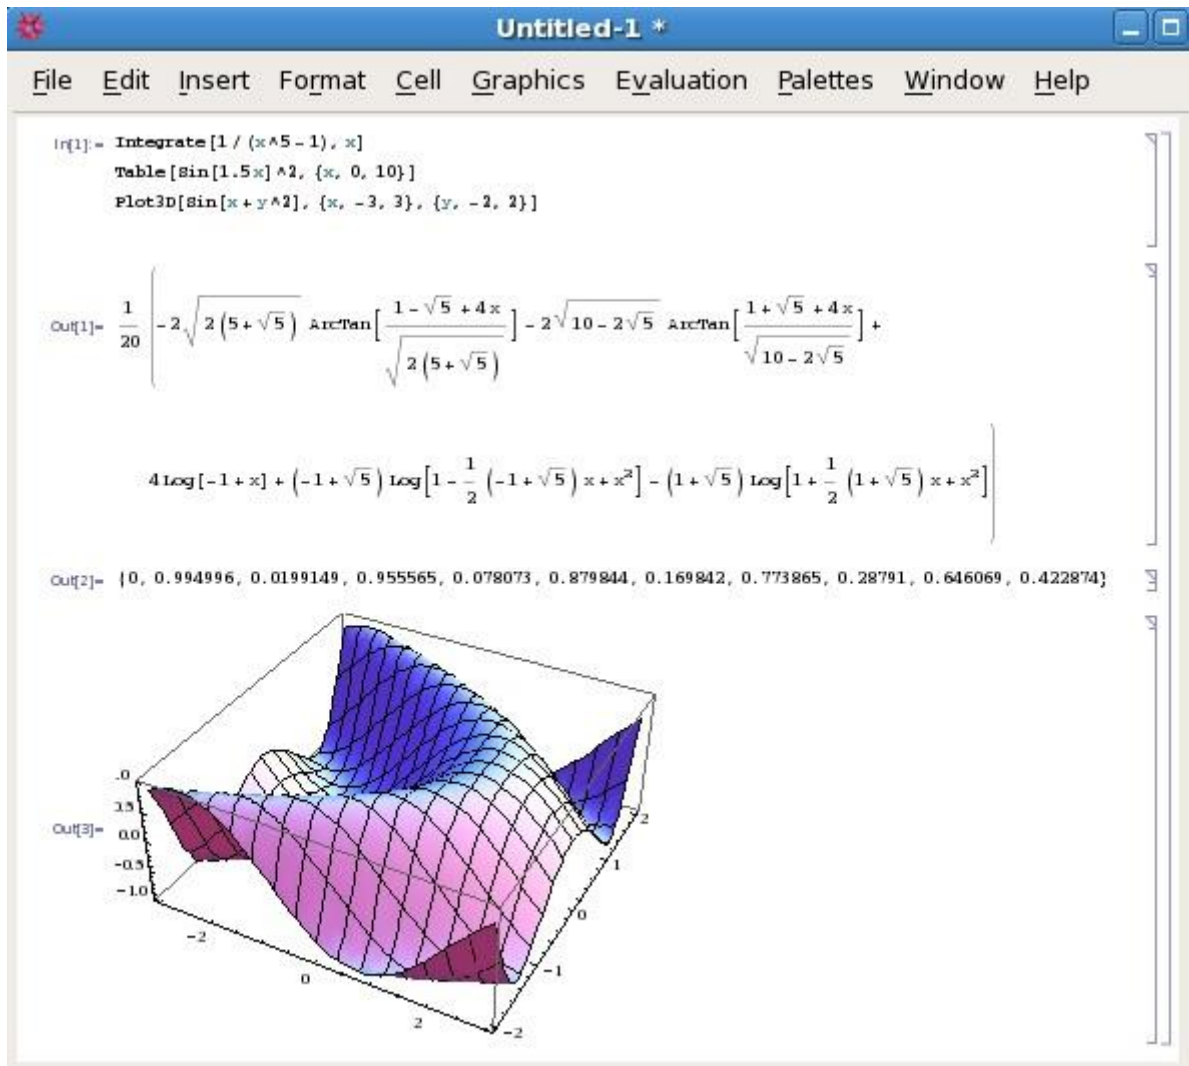 Untitled-1 *
File Edit Insert Format Cell Graphics Evaluation Palettes Window Help
In[1]:= Integrate[1 / (x^5 - 1), x]
Table[Sin[1.5x]^2, {x, 0, 10}]
Plot3D[Sin[x + y^2], {x, -3, 3}, {y, -2, 2}]
Out[1]= 1/20 (-2 √(2 (5 + √5)) ArcTan[(1 - √5 + 4 x)/√(2 (5 + √5))] - 2 √(10 - 2 √5) ArcTan[(1 + √5 + 4 x)/√(10 - 2 √5)] +
4 Log[-1 + x] + (-1 + √5) Log[1 - 1/2 (-1 + √5) x + x²] - (1 + √5) Log[1 + 1/2 (1 + √5) x + x²])
Out[2]= {0, 0.994996, 0.0199149, 0.955565, 0.078073, 0.879844, 0.169842, 0.773865, 0.28791, 0.646069, 0.422874}
Out[3]=
.0
0.0
-0.5
-1.0
-2
0
2
-2
-1
0
1
2